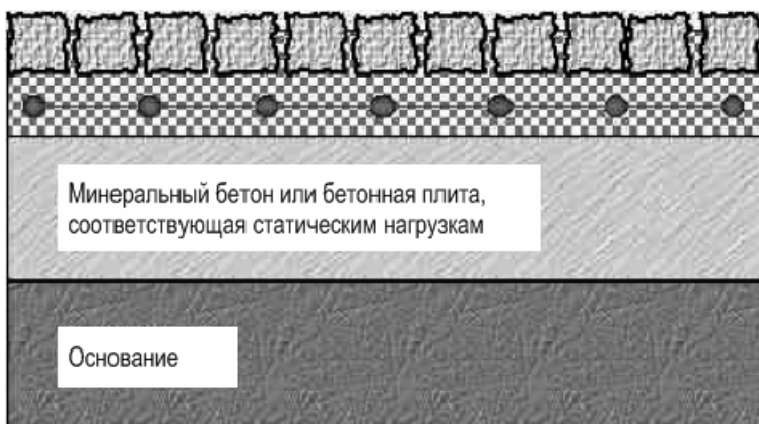 Минеральный бетон или бетонная плита,
соответствующая статическим нагрузкам
Основание